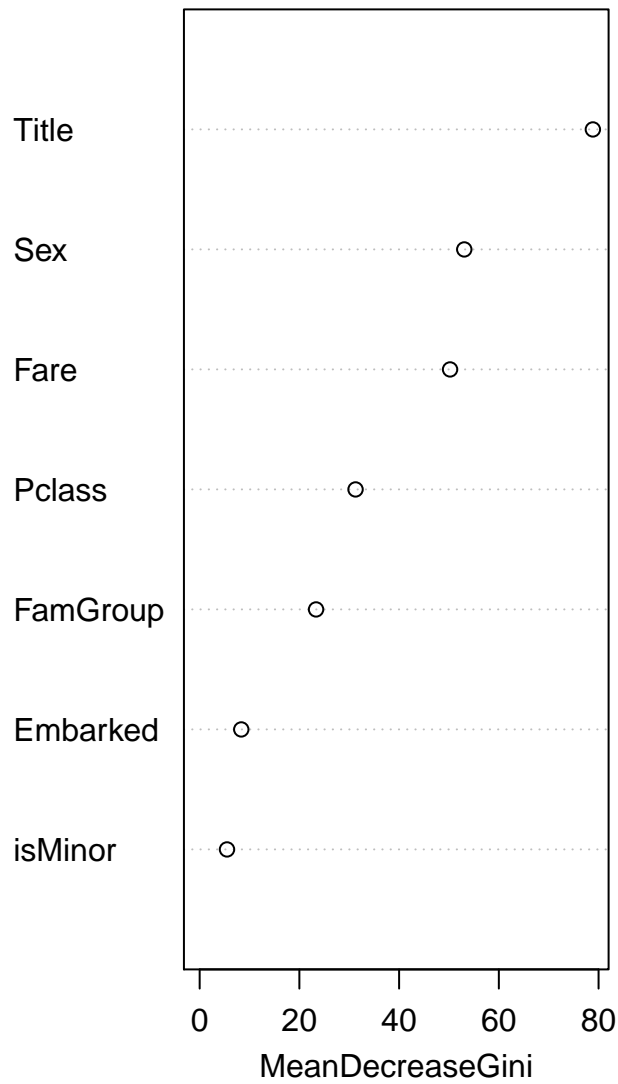 Title
Sex
Fare
Pclass
FamGroup
Embarked
isMinor
0 20 40 60 80
MeanDecreaseGini